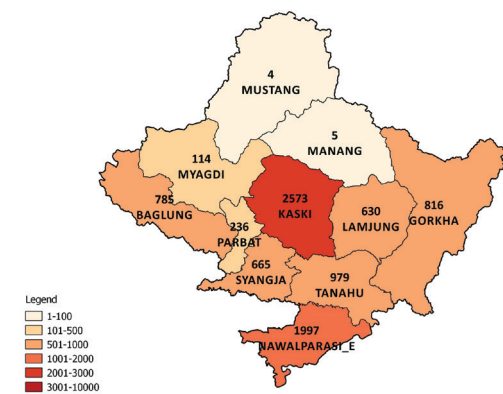 4
MUSTANG
5
MANANG
114
MYAGDI
785
BAGLUNG
2573
KASKI
816
GORKHA
630
LAMJUNG
236
PARBAT
665
SYANGJA
979
TANAHU
1997
NAWALPARASI_E
Legend
1-100
101-500
501-1000
1001-2000
2001-3000
3001-10000